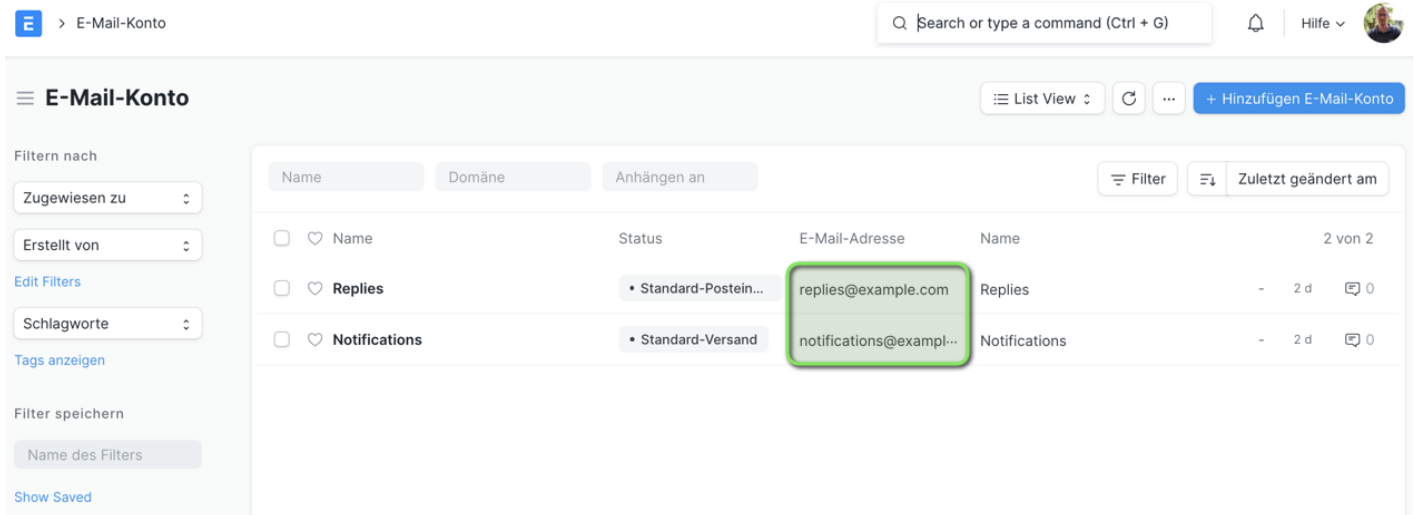 E > E-Mail-Konto
Search or type a command (Ctrl + G)
Hilfe
E-Mail-Konto
List View
...
+ Hinzufügen E-Mail-Konto
Filtern nach
Zugewiesen zu
Erstellt von
Edit Filters
Schlagworte
Tags anzeigen
Filter speichern
Name des Filters
Show Saved
Name Domäne Anhängen an
Filter
Zuletzt geändert am
Name Status E-Mail-Adresse Name 2 von 2
Replies • Standard-Postein... replies@example.com Replies - 2 d 0
Notifications • Standard-Versand notifications@exampl... Notifications - 2 d 0